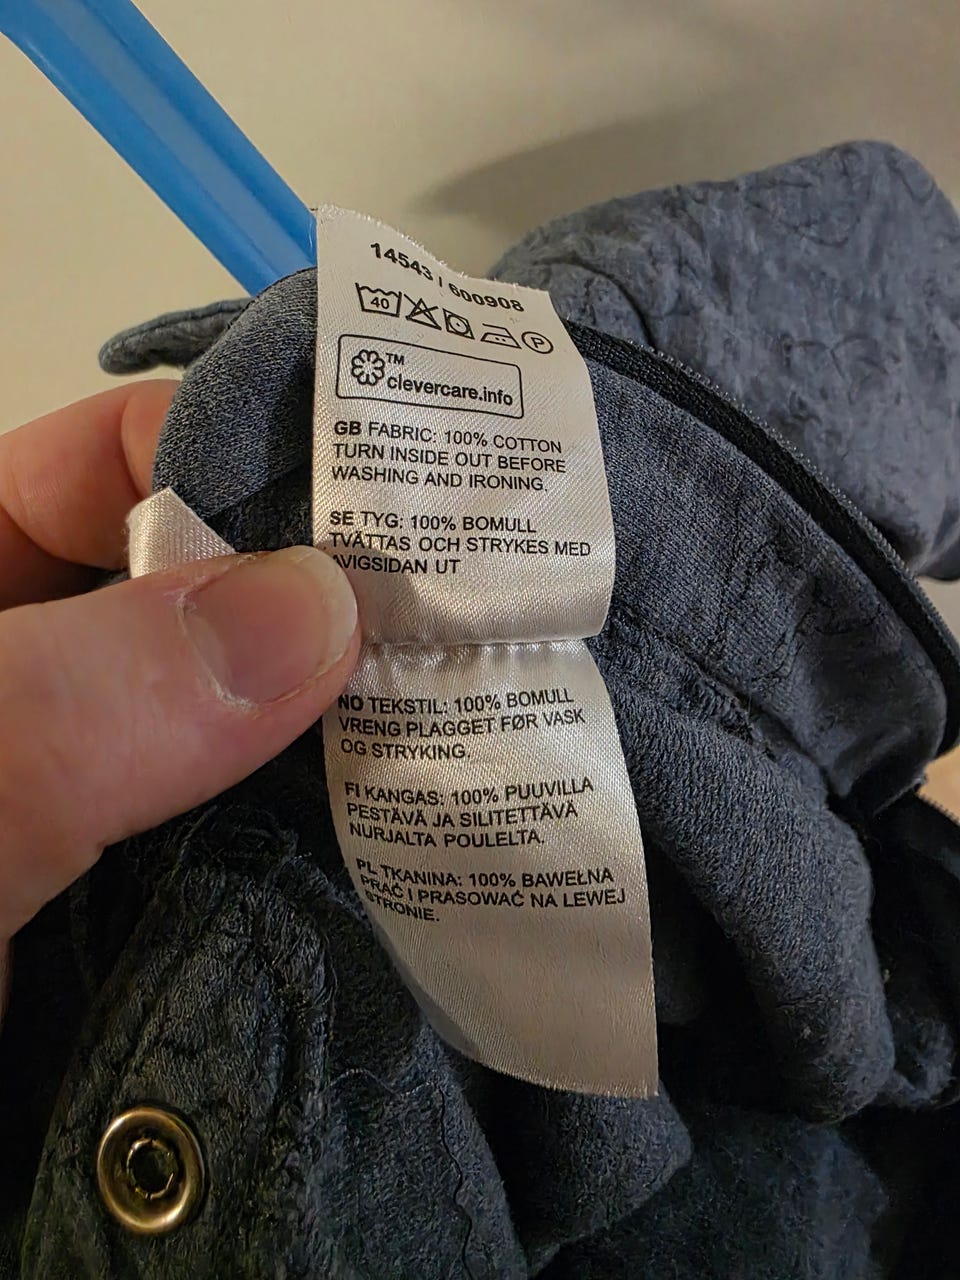 14543 | 600908
40 P
TM
clevercare.info
GB FABRIC: 100% COTTON
TURN INSIDE OUT BEFORE
WASHING AND IRONING.
SE TYG: 100% BOMULL
TVÄTTAS OCH STRYKES MED
AVIGSIDAN UT
NO TEKSTIL: 100% BOMULL
VRENG PLAGGET FØR VASK
OG STRYKING.
FI KANGAS: 100% PUUVILLA
PESTÄVÄ JA SILITETTÄVÄ
NURJALTA POULELTA.
PL TKANINA: 100% BAWEŁNA
PRAĆ I PRASOWAĆ NA LEWEJ
STRONIE.